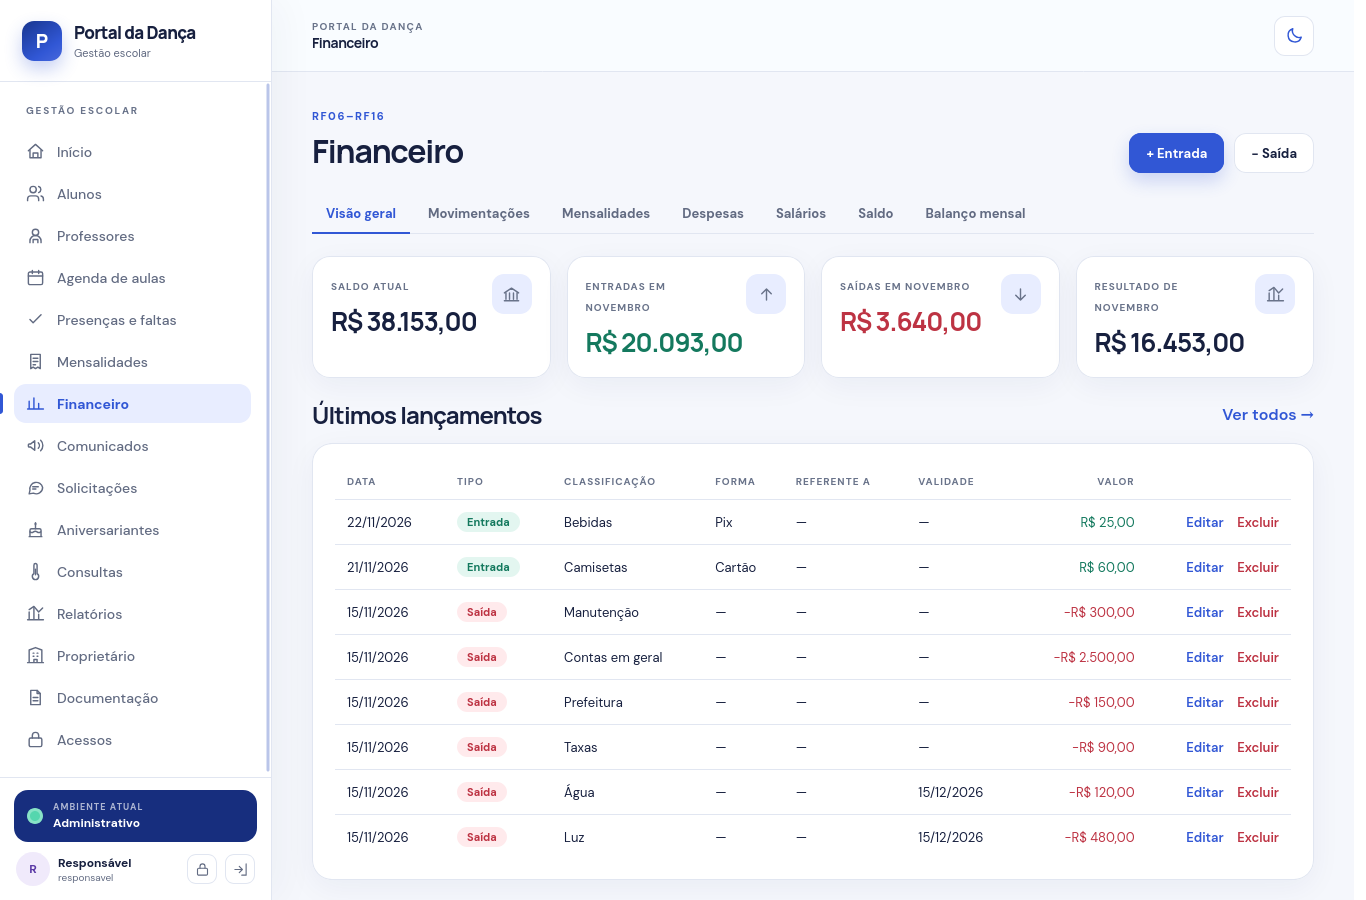 P
Portal da Dança
Gestão escolar
GESTÃO ESCOLAR
Início
Alunos
Professores
Agenda de aulas
Presenças e faltas
Mensalidades
Financeiro
Comunicados
Solicitações
Aniversariantes
Consultas
Relatórios
Proprietário
Documentação
Acessos
AMBIENTE ATUAL
Administrativo
R
Responsável
responsavel
PORTAL DA DANÇA
Financeiro
RF06–RF16
Financeiro
+ Entrada
− Saída
Visão geral Movimentações Mensalidades Despesas Salários Saldo Balanço mensal
SALDO ATUAL
R$ 38.153,00
ENTRADAS EM
NOVEMBRO
R$ 20.093,00
SAÍDAS EM NOVEMBRO
R$ 3.640,00
RESULTADO DE
NOVEMBRO
R$ 16.453,00
Últimos lançamentos
Ver todos →
DATA TIPO CLASSIFICAÇÃO FORMA REFERENTE A VALIDADE VALOR
22/11/2026 Entrada Bebidas Pix — — R$ 25,00 Editar Excluir
21/11/2026 Entrada Camisetas Cartão — — R$ 60,00 Editar Excluir
15/11/2026 Saída Manutenção — — — −R$ 300,00 Editar Excluir
15/11/2026 Saída Contas em geral — — — −R$ 2.500,00 Editar Excluir
15/11/2026 Saída Prefeitura — — — −R$ 150,00 Editar Excluir
15/11/2026 Saída Taxas — — — −R$ 90,00 Editar Excluir
15/11/2026 Saída Água — — 15/12/2026 −R$ 120,00 Editar Excluir
15/11/2026 Saída Luz — — 15/12/2026 −R$ 480,00 Editar Excluir